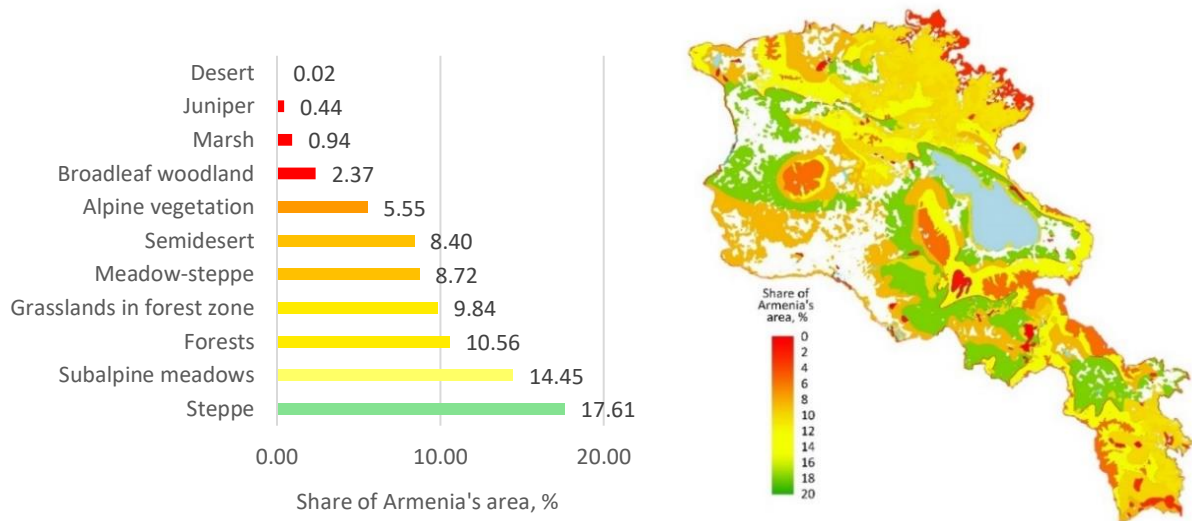 Desert 0.02
Juniper 0.44
Marsh 0.94
Broadleaf woodland 2.37
Alpine vegetation 5.55
Semidesert 8.40
Meadow-steppe 8.72
Grasslands in forest zone 9.84
Forests 10.56
Subalpine meadows 14.45
Steppe 17.61
0.00 10.00 20.00
Share of Armenia's area, %
Share of
Armenia's
area, %
0
2
4
6
8
10
12
14
16
18
20